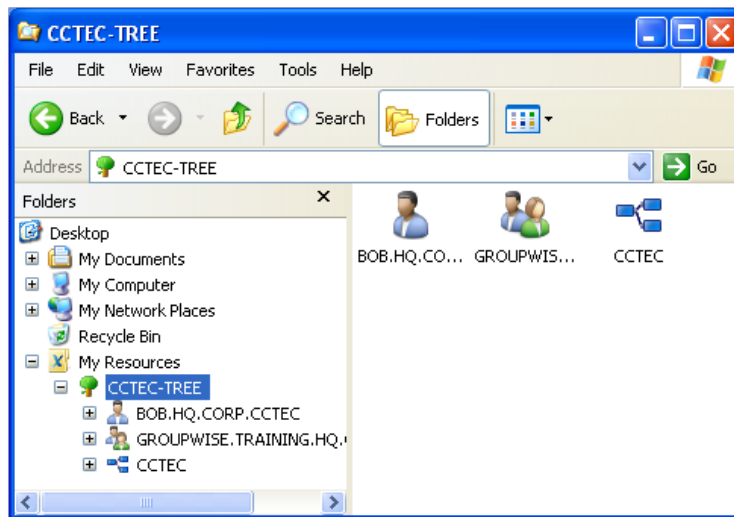 CCTEC-TREE
File Edit View Favorites Tools Help
Back Search Folders
Address CCTEC-TREE Go
Folders
Desktop
My Documents
My Computer
My Network Places
Recycle Bin
My Resources
CCTEC-TREE
BOB.HQ.CORP.CCTEC
GROUPWISE.TRAINING.HQ.
CCTEC
BOB.HQ.CO... GROUPWIS... CCTEC